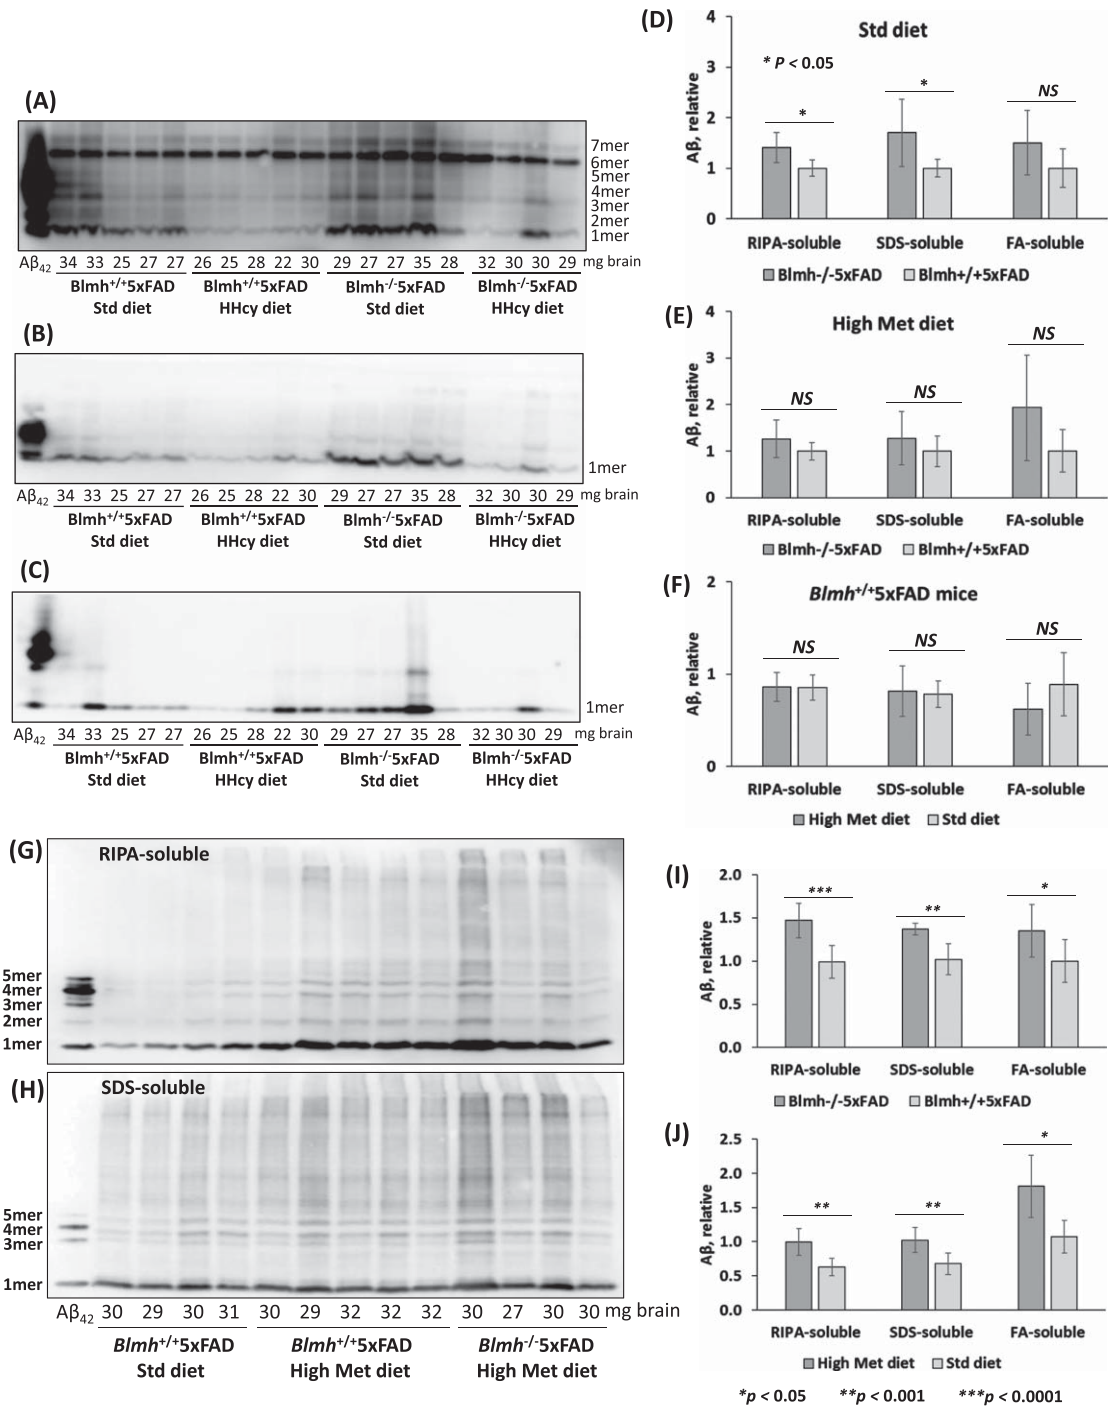 (A)
7mer
6mer
5mer
4mer
3mer
2mer
1mer
Aβ42 34 33 25 27 27 26 25 28 22 30 29 27 27 35 28 32 30 30 29 mg brain
Blmh+/+5xFAD Blmh+/+5xFAD Blmh-/-5xFAD Blmh-/-5xFAD
Std diet HHcy diet Std diet HHcy diet
(B)
1mer
Aβ42 34 33 25 27 27 26 25 28 22 30 29 27 27 35 28 32 30 30 29 mg brain
Blmh+/+5xFAD Blmh+/+5xFAD Blmh-/-5xFAD Blmh-/-5xFAD
Std diet HHcy diet Std diet HHcy diet
(C)
1mer
Aβ42 34 33 25 27 27 26 25 28 22 30 29 27 27 35 28 32 30 30 29 mg brain
Blmh+/+5xFAD Blmh+/+5xFAD Blmh-/-5xFAD Blmh-/-5xFAD
Std diet HHcy diet Std diet HHcy diet
(D)
Std diet
* P < 0.05
Aβ, relative
4
3
2
1
0
* * NS
RIPA-soluble SDS-soluble FA-soluble
Blmh-/-5xFAD Blmh+/+5xFAD
(E)
High Met diet
Aβ, relative
4
3
2
1
0
NS NS NS
RIPA-soluble SDS-soluble FA-soluble
Blmh-/-5xFAD Blmh+/+5xFAD
(F)
Blmh+/+5xFAD mice
Aβ, relative
2
1
0
NS NS NS
RIPA-soluble SDS-soluble FA-soluble
High Met diet Std diet
(G)
RIPA-soluble
5mer
4mer
3mer
2mer
1mer
(H)
SDS-soluble
5mer
4mer
3mer
1mer
Aβ42 30 29 30 31 30 29 32 32 32 30 27 30 30 mg brain
Blmh+/+5xFAD Blmh+/+5xFAD Blmh-/-5xFAD
Std diet High Met diet High Met diet
(I)
Aβ, relative
2.0
1.5
1.0
0.5
0.0
*** ** *
RIPA-soluble SDS-soluble FA-soluble
Blmh-/-5xFAD Blmh+/+5xFAD
(J)
Aβ, relative
2.5
2.0
1.5
1.0
0.5
0.0
** ** *
RIPA-soluble SDS-soluble FA-soluble
High Met diet Std diet
*p < 0.05 **p < 0.001 ***p < 0.0001